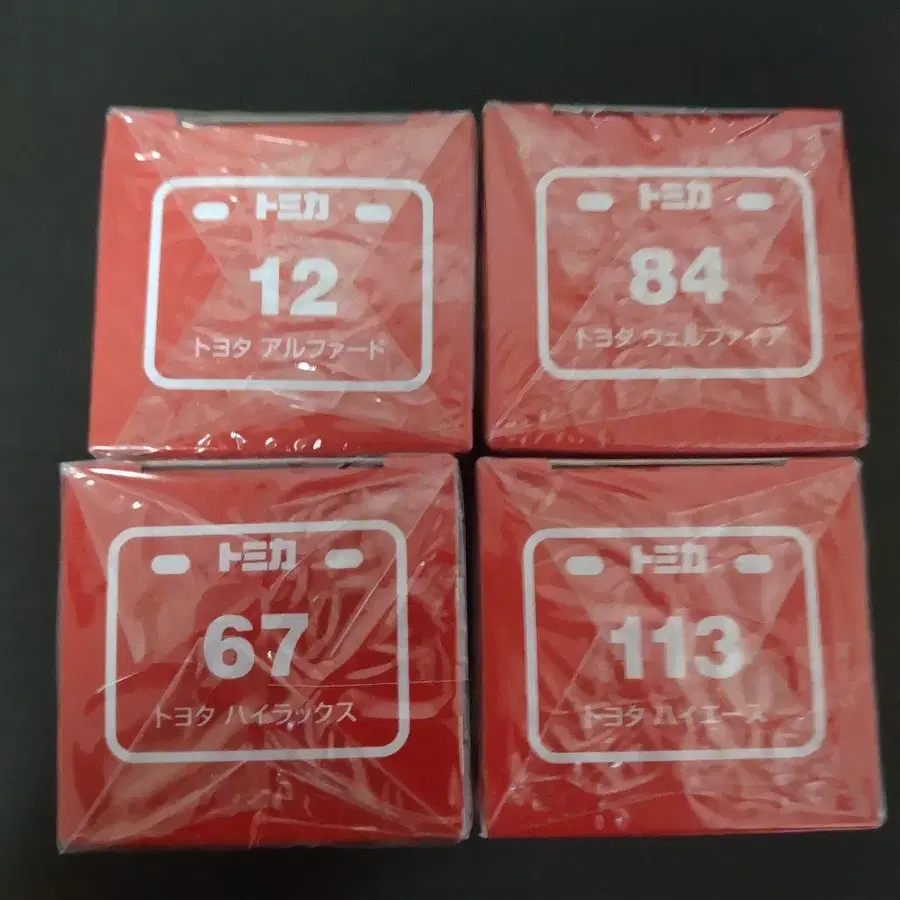 トミカ
12
トヨタ アルファード
トミカ
84
トヨタ ヴェルファイア
トミカ
67
トヨタ ハイラックス
トミカ
113
トヨタ ハイエース